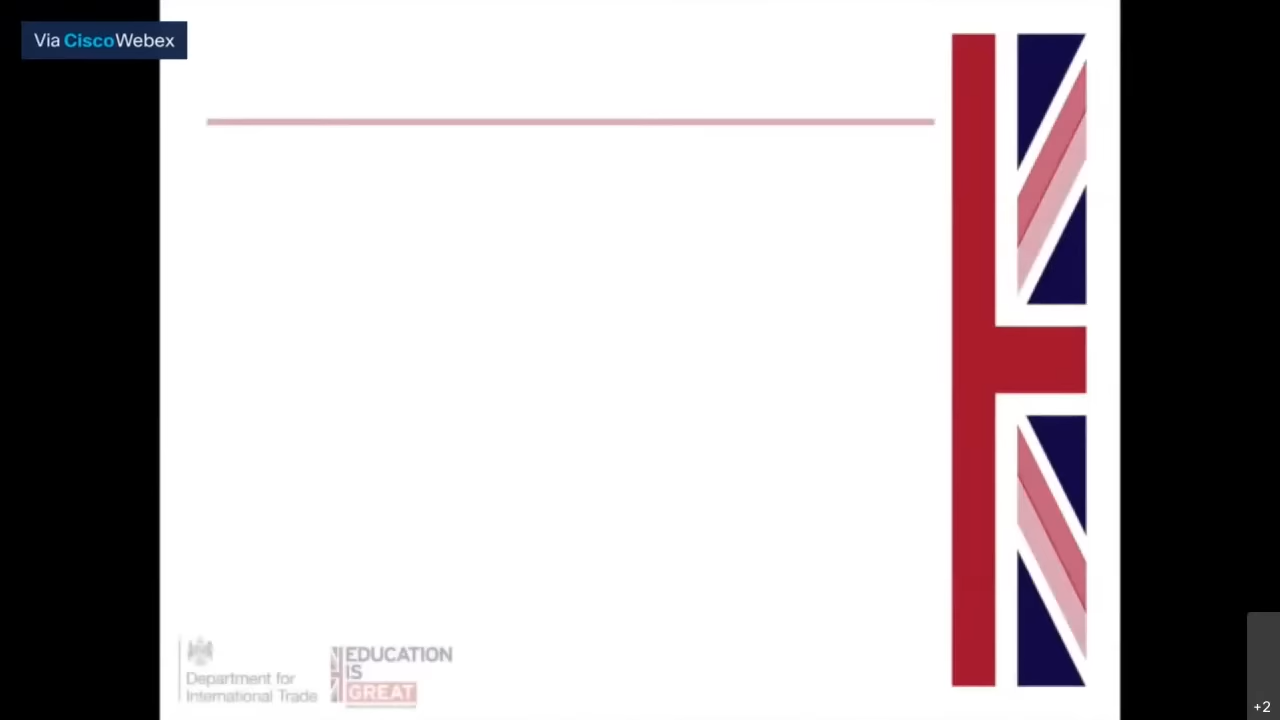 Via CiscoWebex
Department for
International Trade
EDUCATION
IS
GREAT
+2